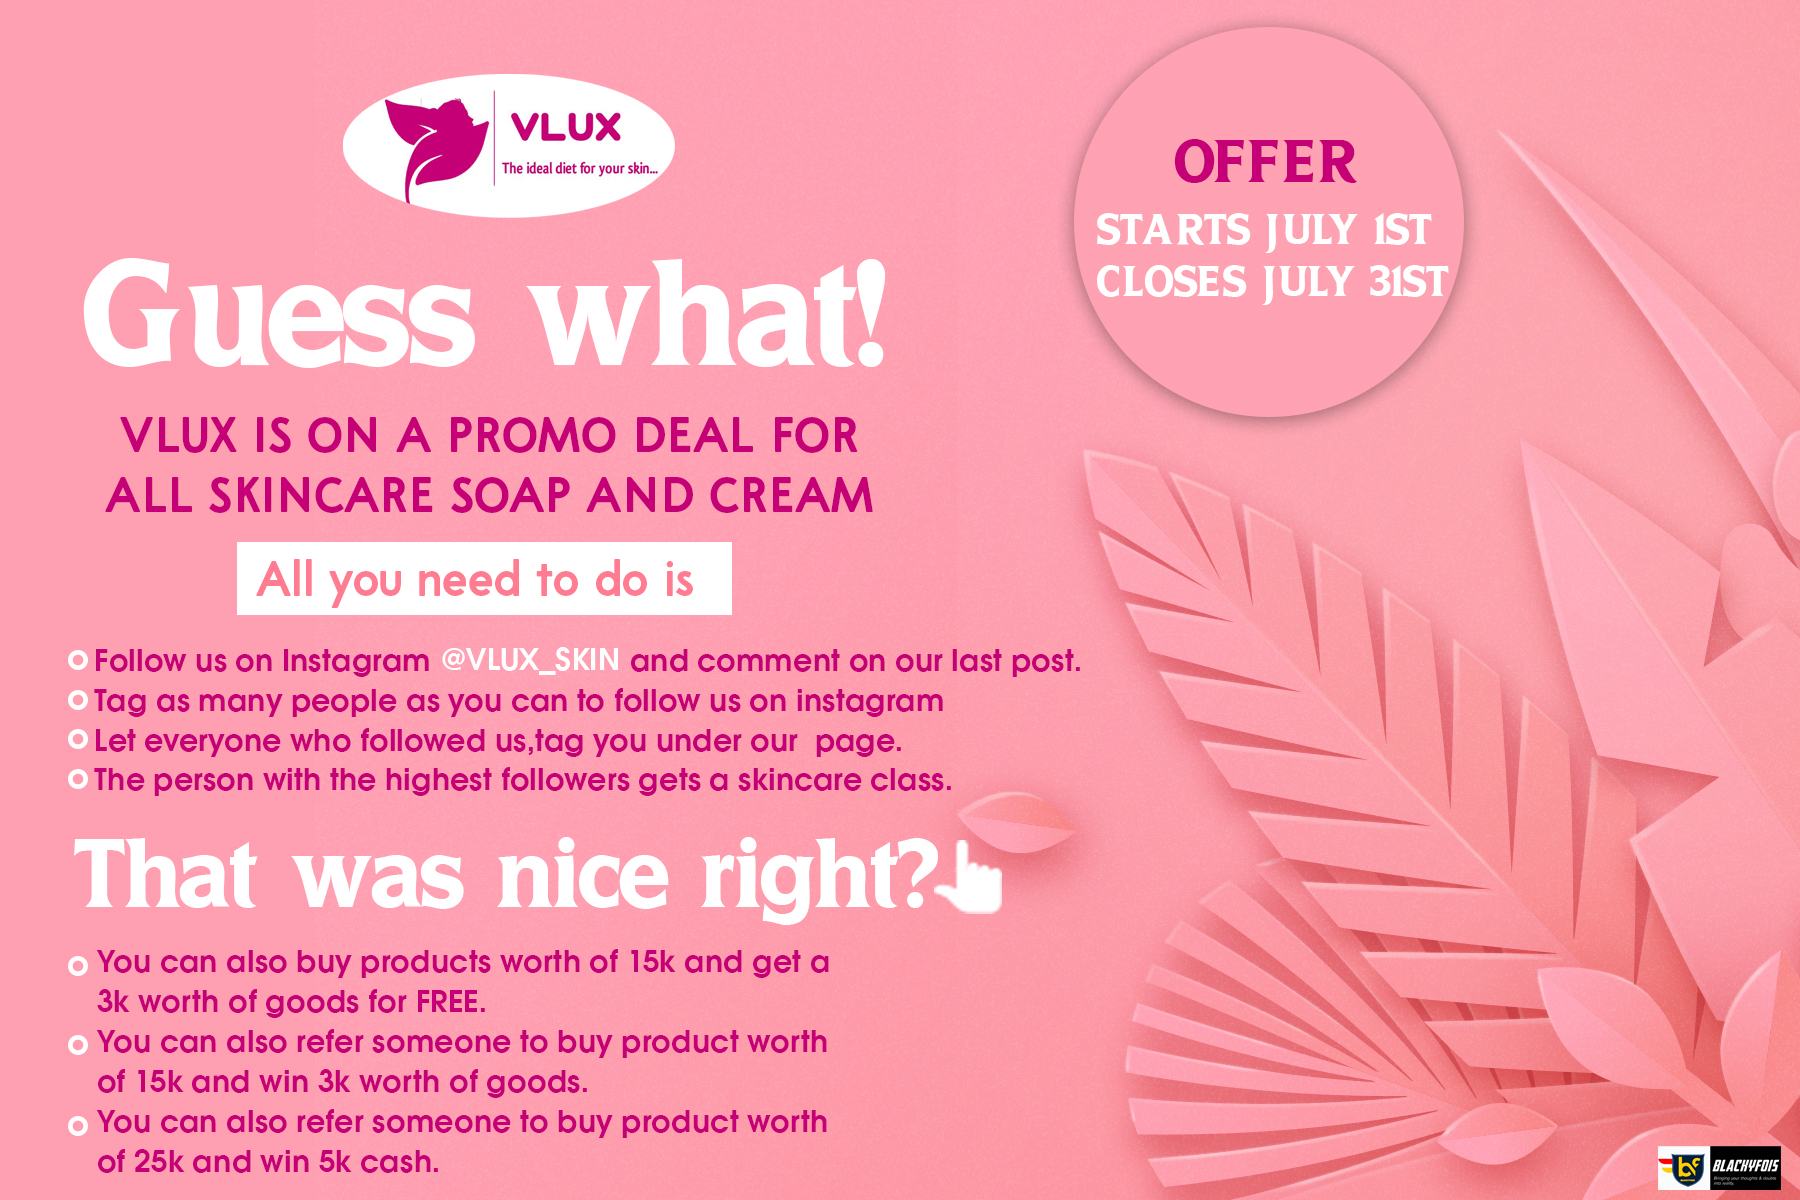 VLUX
The ideal diet for your skin...
OFFER
STARTS JULY 1ST
CLOSES JULY 31ST
Guess what!
VLUX IS ON A PROMO DEAL FOR
ALL SKINCARE SOAP AND CREAM
All you need to do is
Follow us on Instagram @VLUX_SKIN and comment on our last post.
Tag as many people as you can to follow us on instagram
Let everyone who followed us,tag you under our page.
The person with the highest followers gets a skincare class.
That was nice right?
You can also buy products worth of 15k and get a
3k worth of goods for FREE.
You can also refer someone to buy product worth
of 15k and win 3k worth of goods.
You can also refer someone to buy product worth
of 25k and win 5k cash.
BLACKYFOIS
Bringing your thoughts & doubts
into reality.